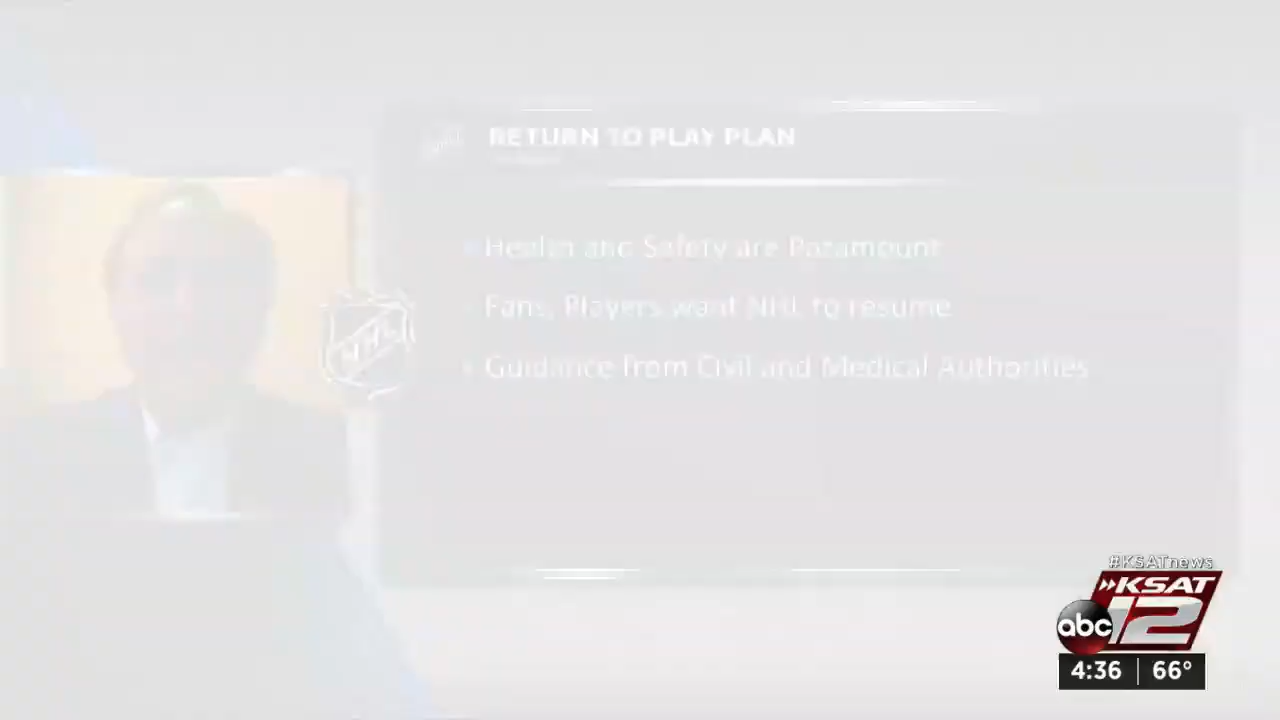 RETURN TO PLAY PLAN
Health and Safety are Paramount
Fans, Players want NHL to resume
Guidance from Civil and Medical Authorities
NHL
#KSATnews
KSAT
abc 12
4:36 66°